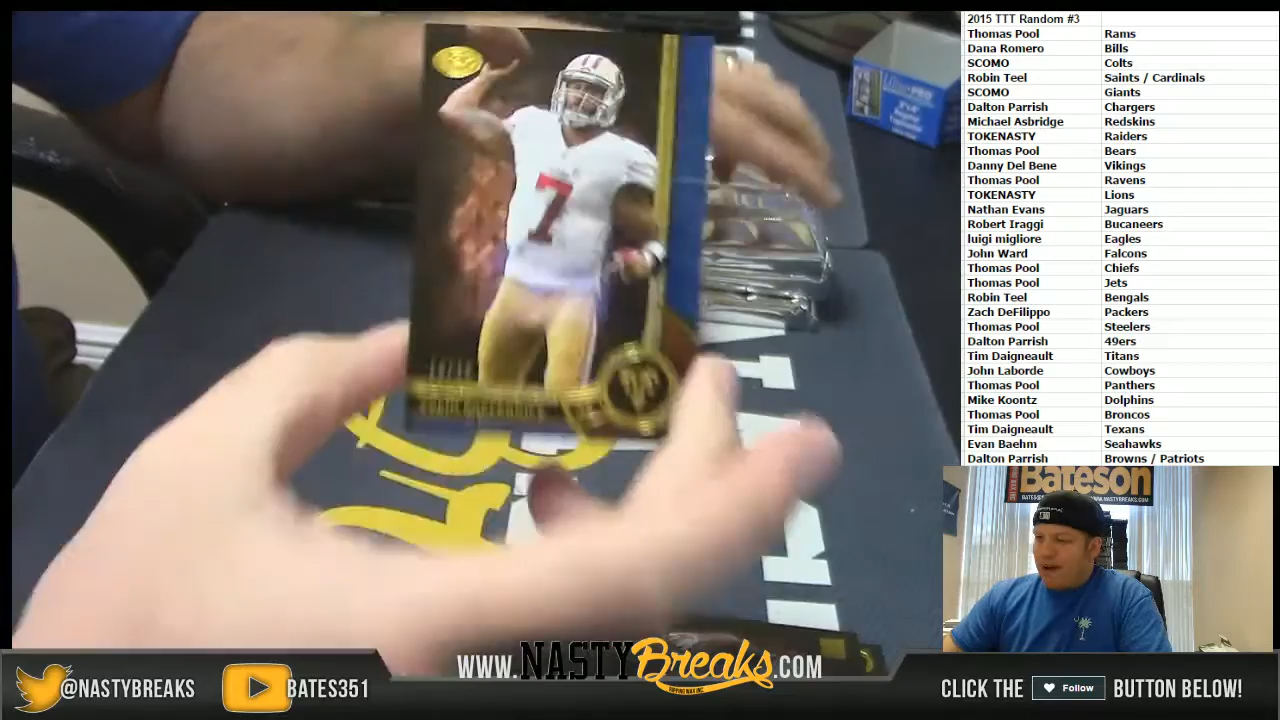 2015 TTT Random #3
Thomas Pool Rams
Dana Romero Bills
SCOMO Colts
Robin Teel Saints / Cardinals
SCOMO Giants
Dalton Parrish Chargers
Michael Asbridge Redskins
TOKENASTY Raiders
Thomas Pool Bears
Danny Del Bene Vikings
Thomas Pool Ravens
TOKENASTY Lions
Nathan Evans Jaguars
Robert Iraggi Bucaneers
luigi migliore Eagles
John Ward Falcons
Thomas Pool Chiefs
Thomas Pool Jets
Robin Teel Bengals
Zach DeFilippo Packers
Thomas Pool Steelers
Dalton Parrish 49ers
Tim Daigneault Titans
John Laborde Cowboys
Thomas Pool Panthers
Mike Koontz Dolphins
Thomas Pool Broncos
Tim Daigneault Texans
Evan Baehm Seahawks
Dalton Parrish Browns / Patriots
7
Bateson
@NASTYBREAKS
BATES351
WWW.NASTYBreaks.COM
CLICK THE Follow BUTTON BELOW!